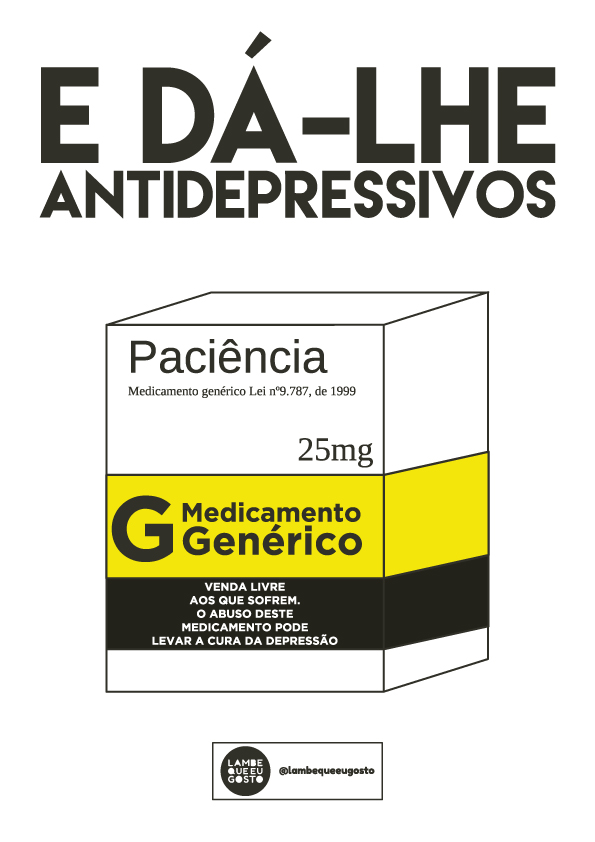 E DÁ-LHE
ANTIDEPRESSIVOS
Paciência
Medicamento genérico Lei nº9.787, de 1999
25mg
G Medicamento
Genérico
VENDA LIVRE
AOS QUE SOFREM.
O ABUSO DESTE
MEDICAMENTO PODE
LEVAR A CURA DA DEPRESSÃO
LAMBE
QUE EU
GOSTO
@lambequeeugosto